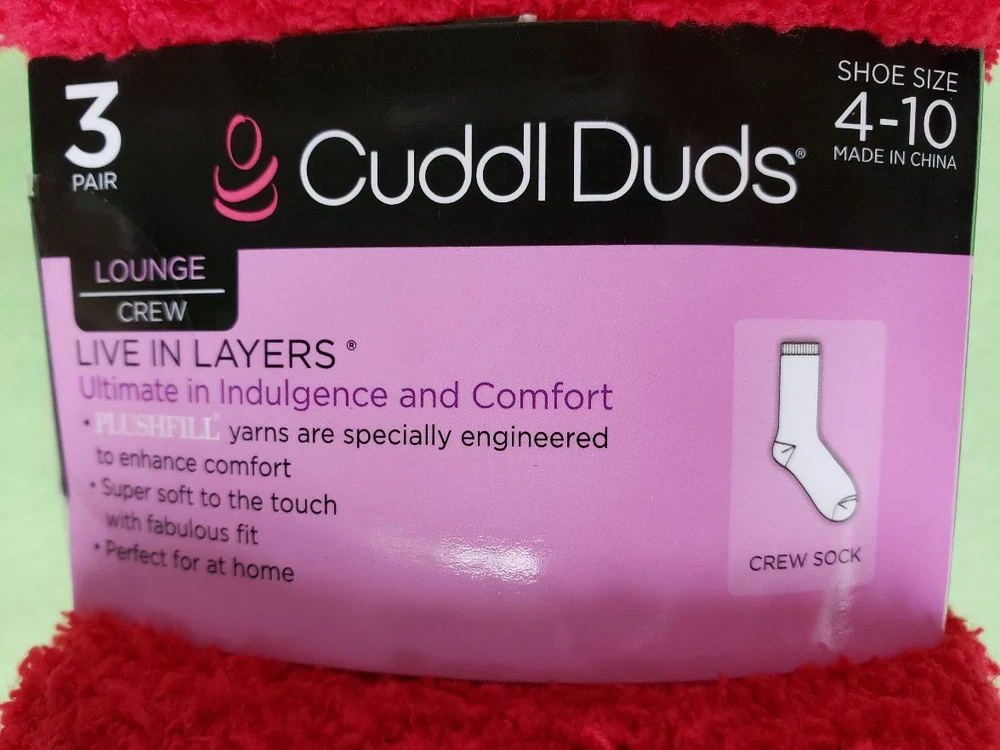 3
PAIR
Cuddl Duds®
SHOE SIZE
4-10
MADE IN CHINA
LOUNGE
CREW
LIVE IN LAYERS®
Ultimate in Indulgence and Comfort
• PLUSHFILL® yarns are specially engineered
to enhance comfort
• Super soft to the touch
with fabulous fit
• Perfect for at home
CREW SOCK